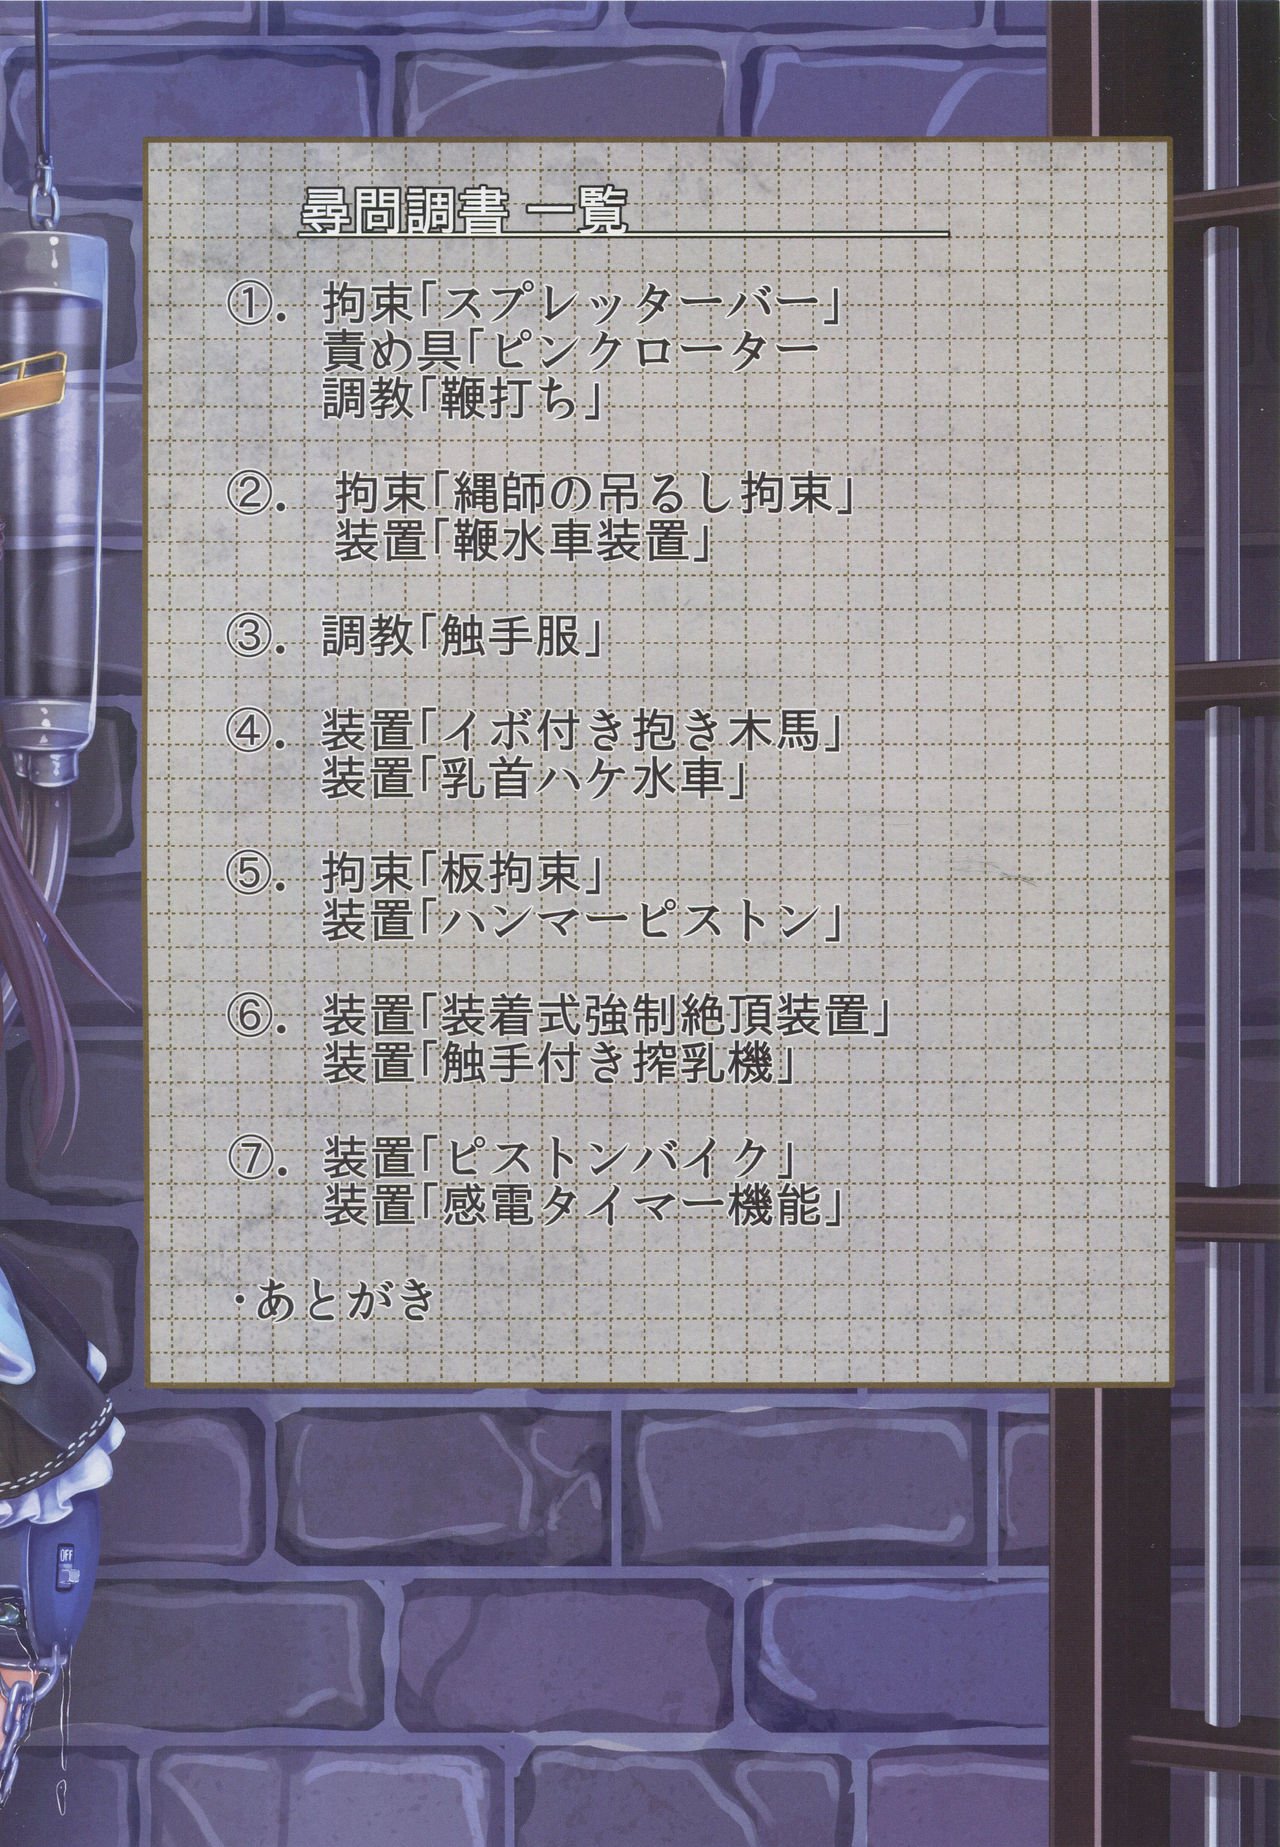 尋問調書 一覧
①. 拘束「スプレッターバー」
責め具「ピンクローター
調教「鞭打ち」
②. 拘束「縄師の吊るし拘束」
装置「鞭水車装置」
③. 調教「触手服」
④. 装置「イボ付き抱き木馬」
装置「乳首ハケ水車」
⑤. 拘束「板拘束」
装置「ハンマーピストン」
⑥. 装置「装着式強制絶頂装置」
装置「触手付き搾乳機」
⑦. 装置「ピストンバイク」
装置「感電タイマー機能」
・あとがき
OFF